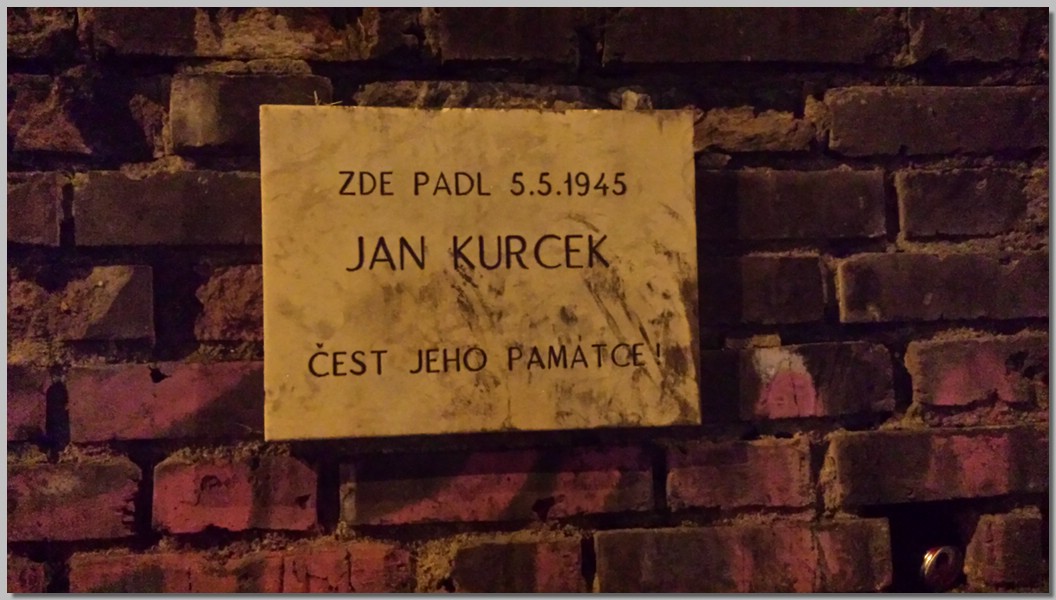 ZDE PADL 5.5.1945
JAN KURCEK
ČEST JEHO PAMÁTCE!